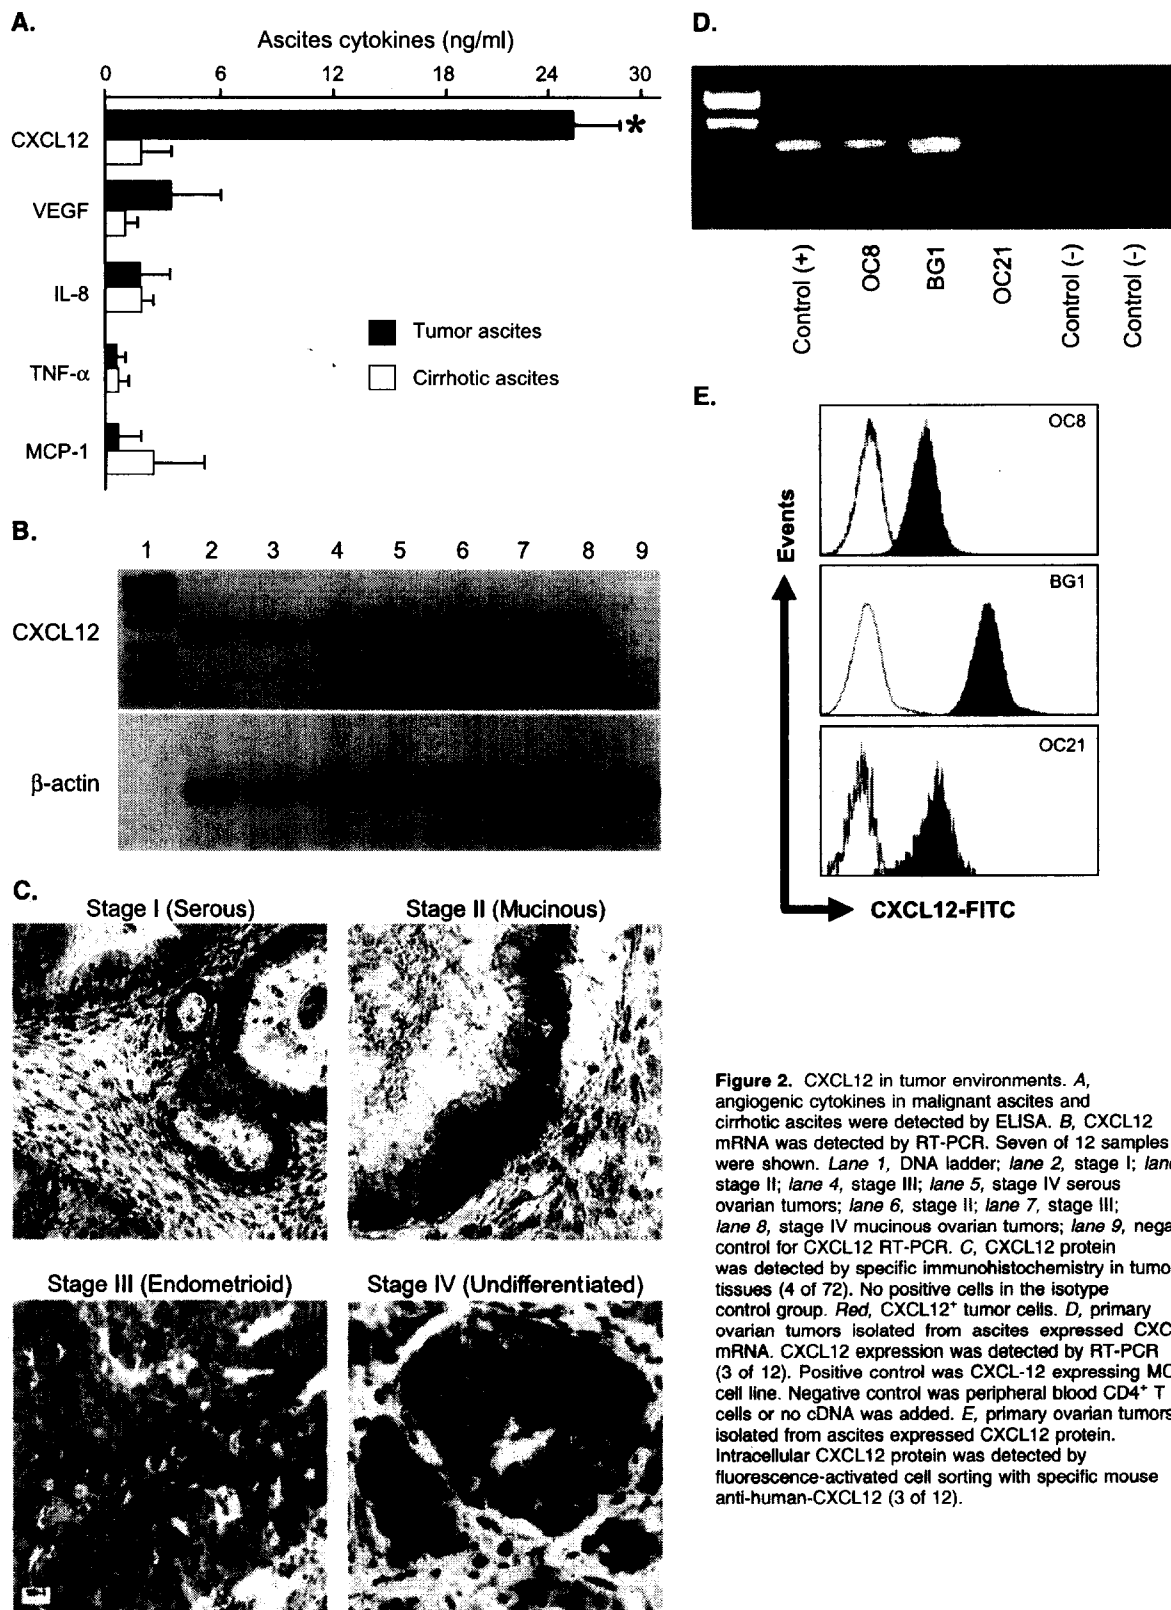 A.
Ascites cytokines (ng/ml)
0 6 12 18 24 30
CXCL12
*
VEGF
IL-8
TNF-α
MCP-1
Tumor ascites
Cirrhotic ascites
B.
1 2 3 4 5 6 7 8 9
CXCL12
β-actin
C.
Stage I (Serous)
Stage II (Mucinous)
Stage III (Endometrioid)
Stage IV (Undifferentiated)
D.
Control (+)
OC8
BG1
OC21
Control (-)
Control (-)
E.
OC8
BG1
OC21
Events
CXCL12-FITC
Figure 2. CXCL12 in tumor environments. A,
angiogenic cytokines in malignant ascites and
cirrhotic ascites were detected by ELISA. B, CXCL12
mRNA was detected by RT-PCR. Seven of 12 samples
were shown. Lane 1, DNA ladder; lane 2, stage I; lan
stage II; lane 4, stage III; lane 5, stage IV serous
ovarian tumors; lane 6, stage II; lane 7, stage III;
lane 8, stage IV mucinous ovarian tumors; lane 9, nega
control for CXCL12 RT-PCR. C, CXCL12 protein
was detected by specific immunohistochemistry in tumo
tissues (4 of 72). No positive cells in the isotype
control group. Red, CXCL12⁺ tumor cells. D, primary
ovarian tumors isolated from ascites expressed CXC
mRNA. CXCL12 expression was detected by RT-PCR
(3 of 12). Positive control was CXCL-12 expressing MC
cell line. Negative control was peripheral blood CD4⁺ T
cells or no cDNA was added. E, primary ovarian tumors
isolated from ascites expressed CXCL12 protein.
Intracellular CXCL12 protein was detected by
fluorescence-activated cell sorting with specific mouse
anti-human-CXCL12 (3 of 12).